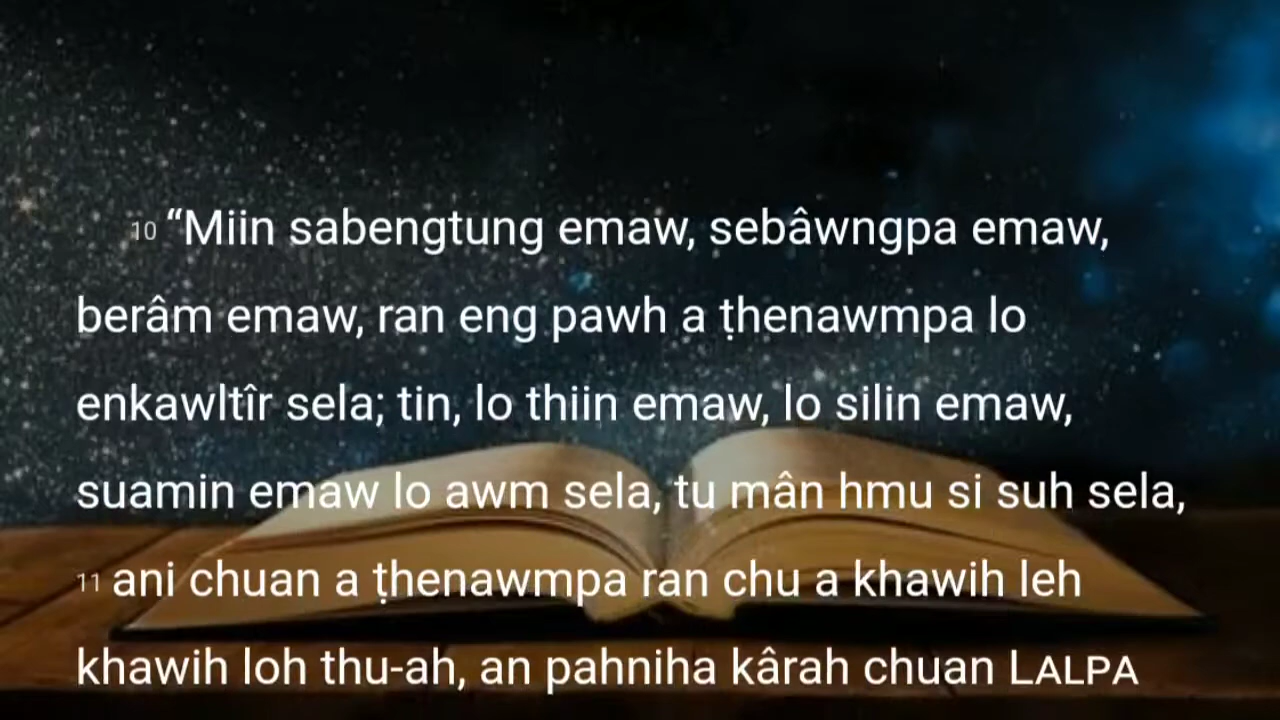 10 “Miin sabengtung emaw, sebâwngpa emaw,
berâm emaw, ran eng pawh a ṭhenawmpa lo
enkawltîr sela; tin, lo thiin emaw, lo silin emaw,
suamin emaw lo awm sela, tu mân hmu si suh sela,
11 ani chuan a ṭhenawmpa ran chu a khawih leh
khawih loh thu-ah, an pahniha kârah chuan LALPA